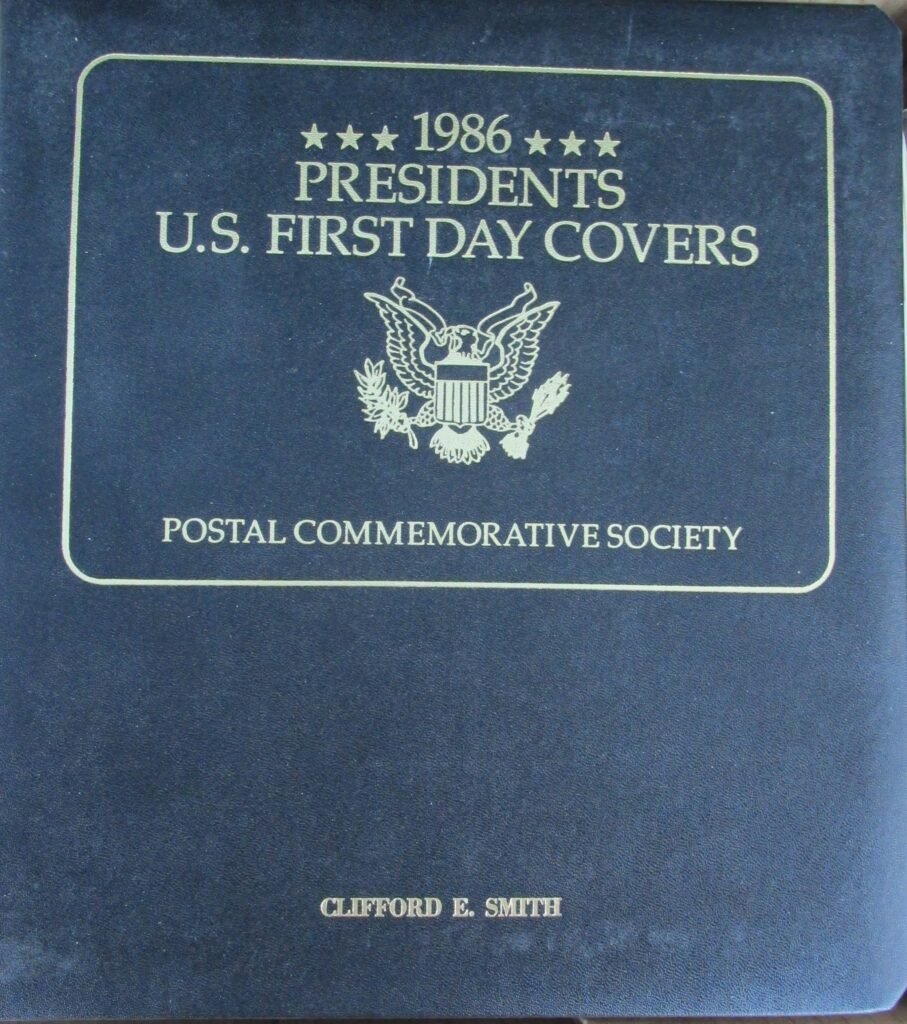 ★★★ 1986 ★★★
PRESIDENTS
U.S. FIRST DAY COVERS
POSTAL COMMEMORATIVE SOCIETY
CLIFFORD E. SMITH